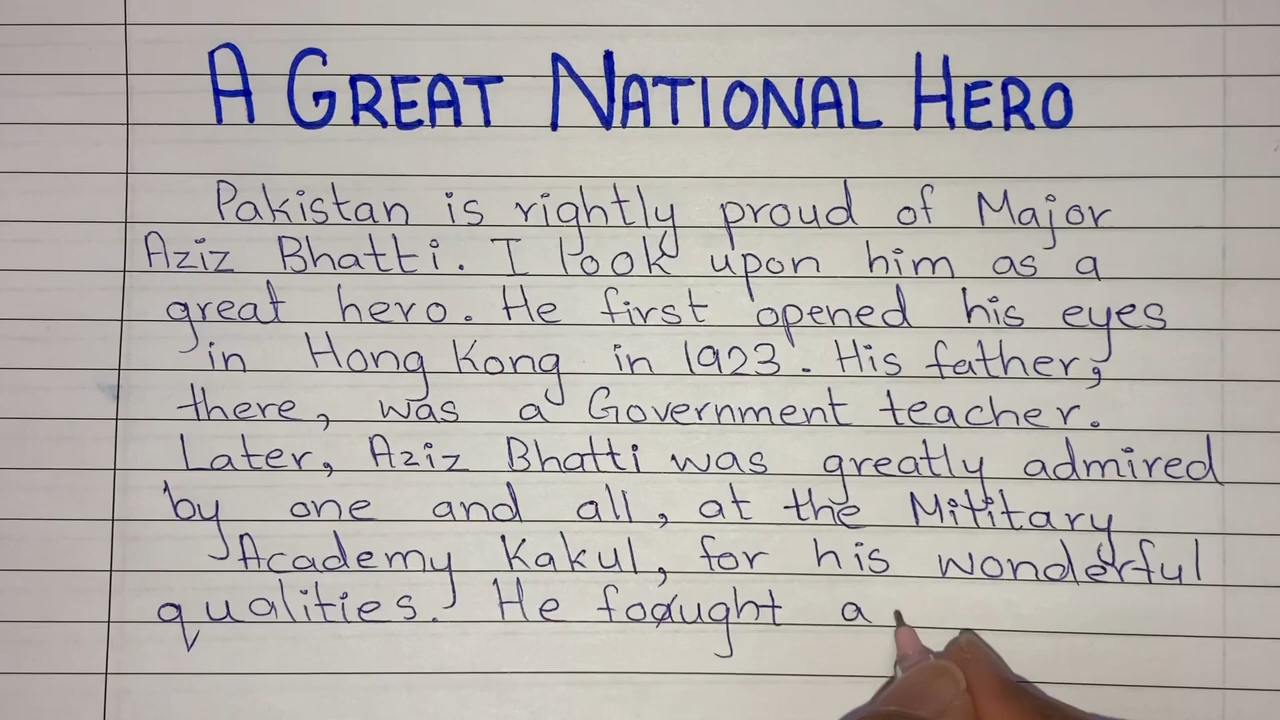 A GREAT NATIONAL HERO
Pakistan is rightly proud of Major
Aziz Bhatti. I look upon him as a
great hero. He first opened his eyes
in Hong Kong in 1923. His father,
there, was a Government teacher.
Later, Aziz Bhatti was greatly admired
by one and all, at the Mititary
Academy Kakul, for his wonderful
qualities. He foought a